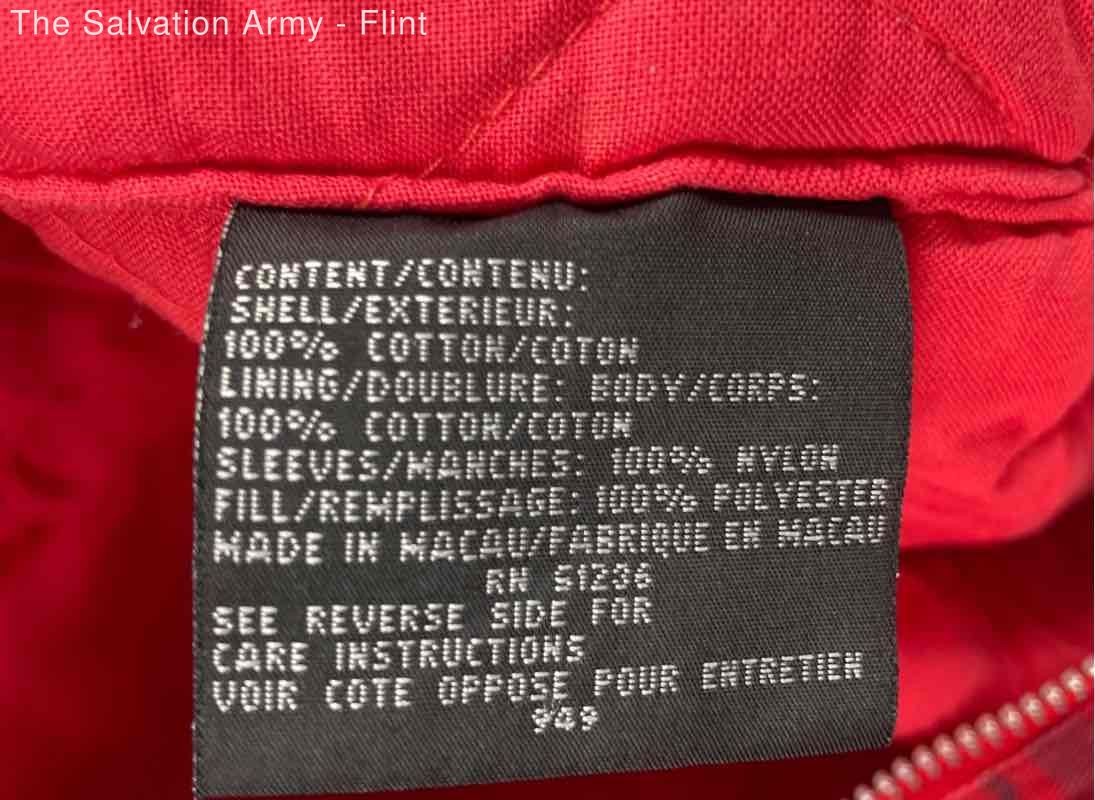 The Salvation Army - Flint
CONTENT/CONTENU:
SHELL/EXTERIEUR:
100% COTTON/COTON
LINING/DOUBLURE: BODY/CORPS:
100% COTTON/COTON
SLEEVES/MANCHES: 100% NYLON
FILL/REMPLISSAGE: 100% POLYESTER
MADE IN MACAU/FABRIQUE EN MACAU
RN 51236
SEE REVERSE SIDE FOR
CARE INSTRUCTIONS
VOIR COTE OPPOSE POUR ENTRETIEN
949